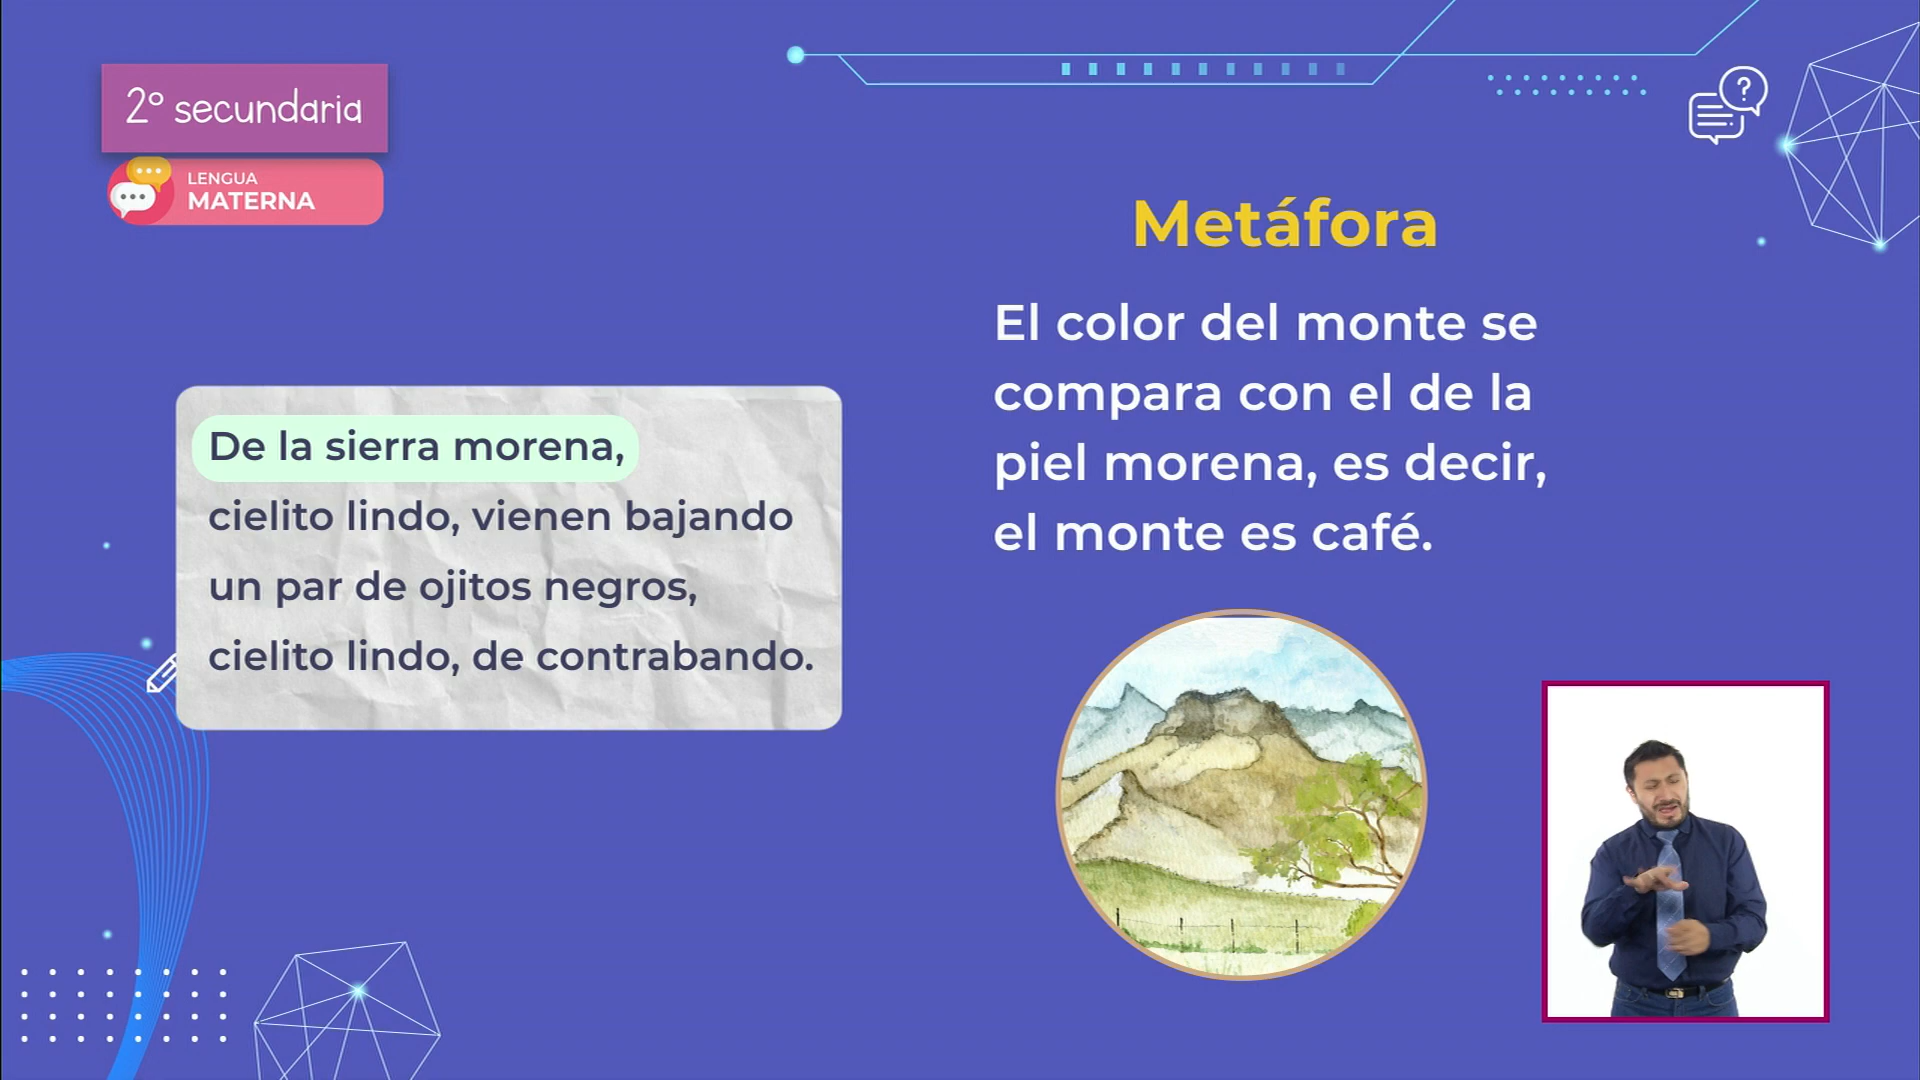 2° secundaria
LENGUA
MATERNA
Metáfora
El color del monte se
compara con el de la
piel morena, es decir,
el monte es café.
De la sierra morena,
cielito lindo, vienen bajando
un par de ojitos negros,
cielito lindo, de contrabando.
?